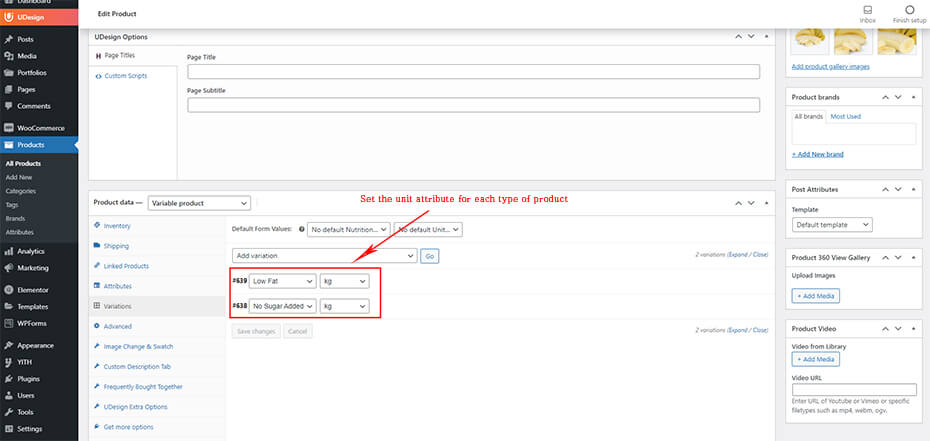 Dashboard
UDesign
Posts
Media
Portfolios
Pages
Comments
WooCommerce
Products
All Products
Add New
Categories
Tags
Brands
Attributes
Analytics
Marketing
Elementor
Templates
WPForms
Appearance
YITH
Plugins
Users
Tools
Settings
Edit Product
Inbox
Finish setup
UDesign Options
Page Titles
Custom Scripts
Page Title
Page Subtitle
Product data —
Variable product
Set the unit attribute for each type of product
Inventory
Shipping
Linked Products
Attributes
Variations
Advanced
Image Change & Swatch
Custom Description Tab
Frequently Bought Together
UDesign Extra Options
Get more options
Default Form Values:
No default Nutrition...
No default Unit...
Add variation
Go
2 variations (Expand / Close)
#639 Low Fat kg
#638 No Sugar Added kg
Save changes
Cancel
2 variations (Expand / Close)
Add product gallery images
Product brands
All brands
Most Used
+ Add New brand
Post Attributes
Template
Default template
Product 360 View Gallery
Upload Images
+ Add Media
Product Video
Video from Library
+ Add Media
Video URL
Enter URL of Youtube or Vimeo or specific
filetypes such as mp4, webm, ogv.